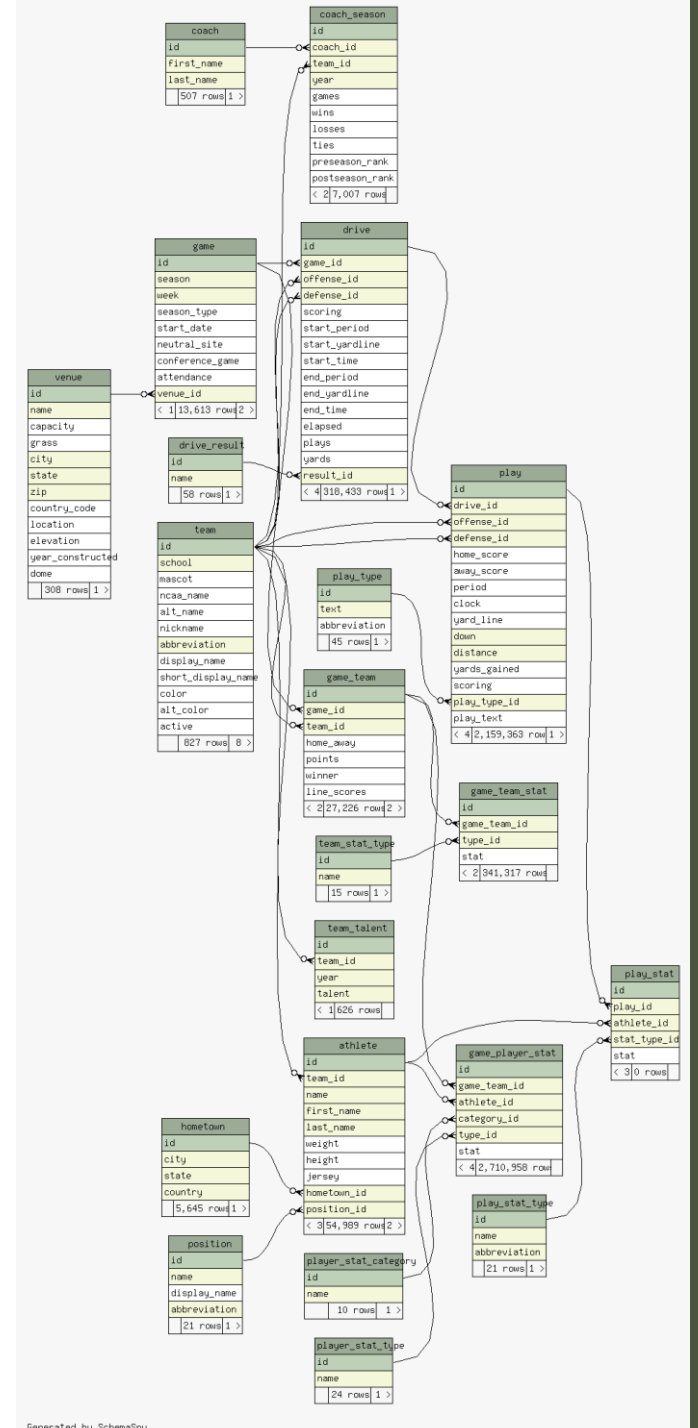 coach_season
id
coach_id
team_id
year
games
wins
losses
ties
preseason_rank
postseason_rank
< 2 7,007 rows
coach
id
first_name
last_name
507 rows 1 >
drive
id
game_id
offense_id
defense_id
scoring
start_period
start_yardline
start_time
end_period
end_yardline
end_time
elapsed
plays
yards
result_id
< 4 318,433 rows 1 >
game
id
season
week
season_type
start_date
neutral_site
conference_game
attendance
venue_id
< 1 13,613 rows 2 >
venue
id
name
capacity
grass
city
state
zip
country_code
location
elevation
year_constructed
dome
308 rows 1 >
drive_result
id
name
58 rows 1 >
team
id
school
mascot
ncaa_name
alt_name
nickname
abbreviation
display_name
short_display_name
color
alt_color
active
827 rows 8 >
play
id
drive_id
offense_id
defense_id
home_score
away_score
period
clock
yard_line
down
distance
yards_gained
scoring
play_type_id
play_text
< 4 2,159,363 row 1 >
play_type
id
text
abbreviation
45 rows 1 >
game_team
id
game_id
team_id
home_away
points
winner
line_scores
< 2 27,226 rows 2 >
game_team_stat
id
game_team_id
type_id
stat
< 2 341,317 rows
team_stat_type
id
name
15 rows 1 >
team_talent
id
team_id
year
talent
< 1 626 rows
play_stat
id
play_id
athlete_id
stat_type_id
stat
< 3 0 rows
athlete
id
team_id
name
first_name
last_name
weight
height
jersey
hometown_id
position_id
< 3 54,989 rows 2 >
game_player_stat
id
game_team_id
athlete_id
category_id
type_id
stat
< 4 2,710,958 row
hometown
id
city
state
country
5,645 rows 1 >
play_stat_type
id
name
abbreviation
21 rows 1 >
position
id
name
display_name
abbreviation
21 rows 1 >
player_stat_category
id
name
10 rows 1 >
player_stat_type
id
name
24 rows 1 >
Generated by SchemaSpy